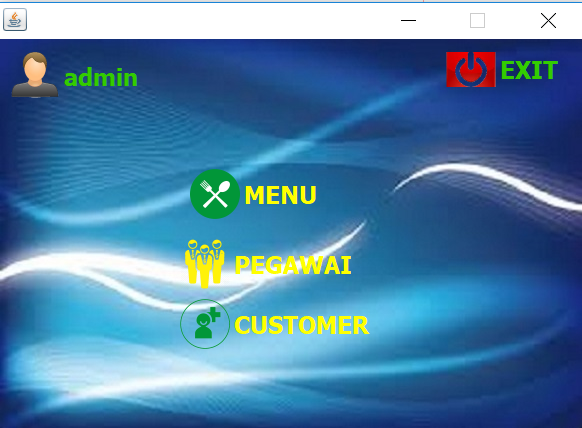 admin
EXIT
MENU
PEGAWAI
CUSTOMER